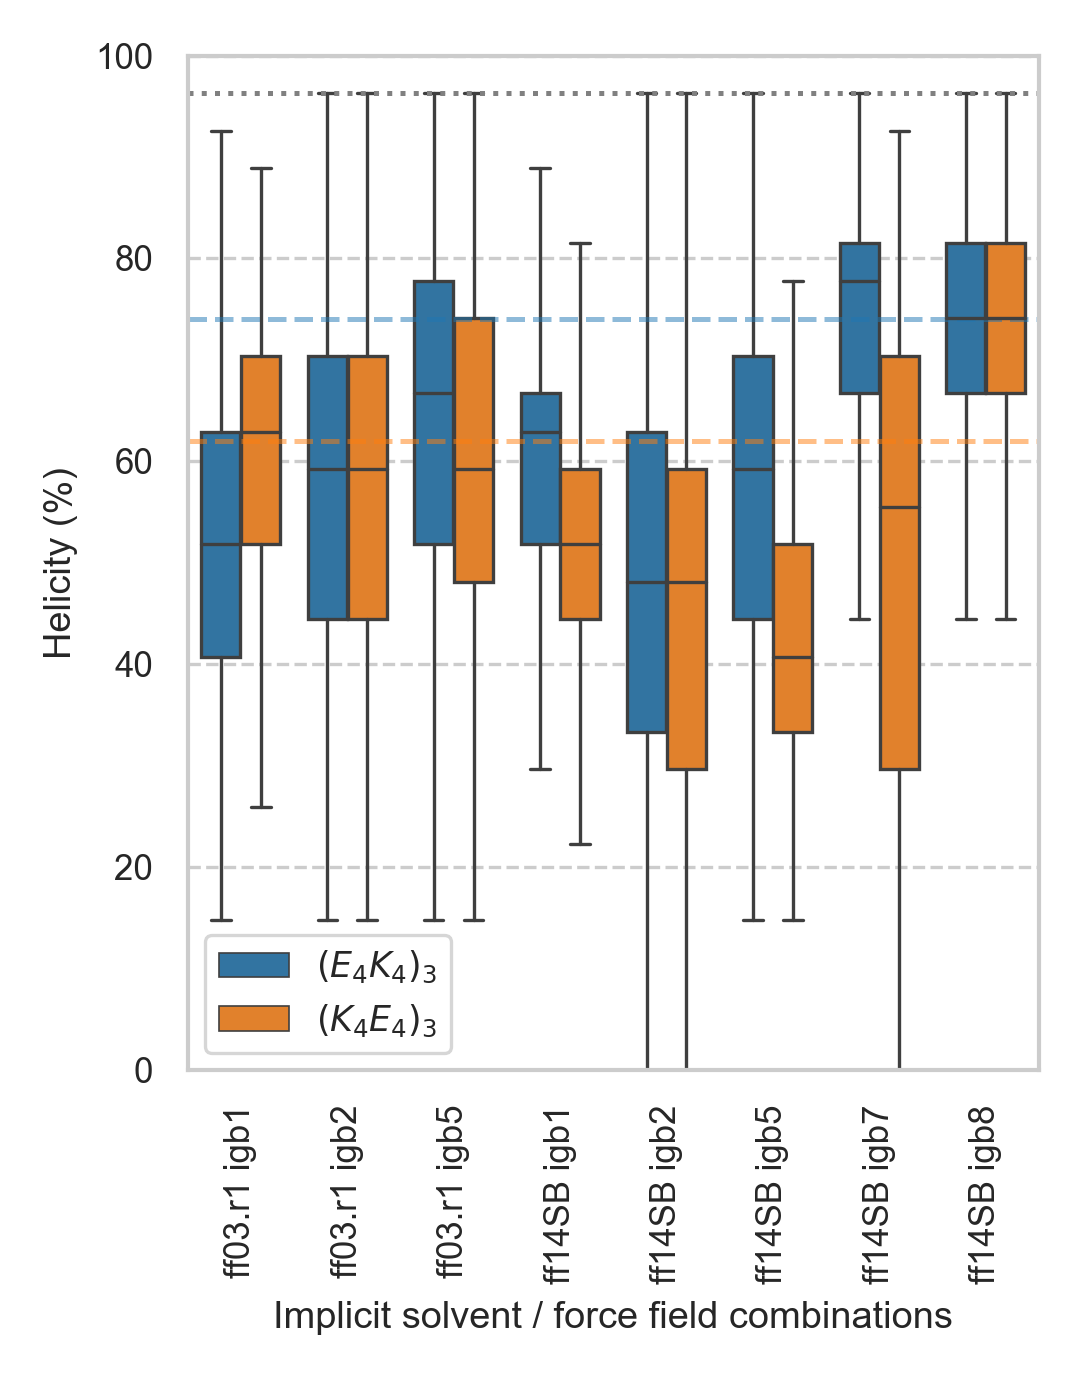 100
80
60
40
20
0
Helicity (%)
(E₄K₄)₃
(K₄E₄)₃
ff03.r1 igb1
ff03.r1 igb2
ff03.r1 igb5
ff14SB igb1
ff14SB igb2
ff14SB igb5
ff14SB igb7
ff14SB igb8
Implicit solvent / force field combinations